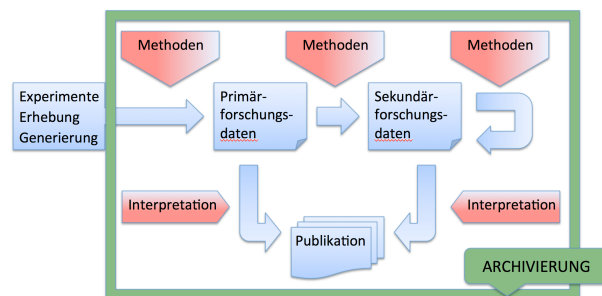 Methoden
Methoden
Methoden
Experimente
Erhebung
Generierung
Primär-
forschungs-
daten
Sekundär-
forschungs-
daten
Interpretation
Interpretation
Publikation
ARCHIVIERUNG